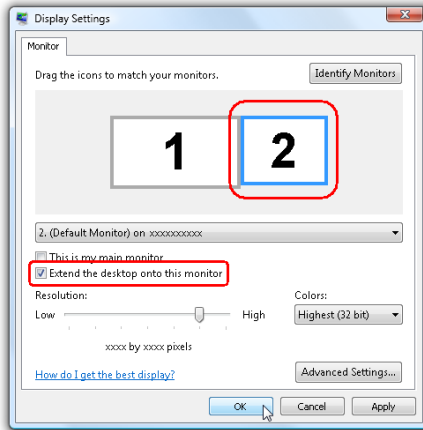 Display Settings
Monitor
Drag the icons to match your monitors.
Identify Monitors
1
2
2. (Default Monitor) on xxxxxxxxxx
This is my main monitor
Extend the desktop onto this monitor
Resolution:
Colors:
Low
High
Highest (32 bit)
xxxx by xxxx pixels
How do I get the best display?
Advanced Settings...
OK
Cancel
Apply